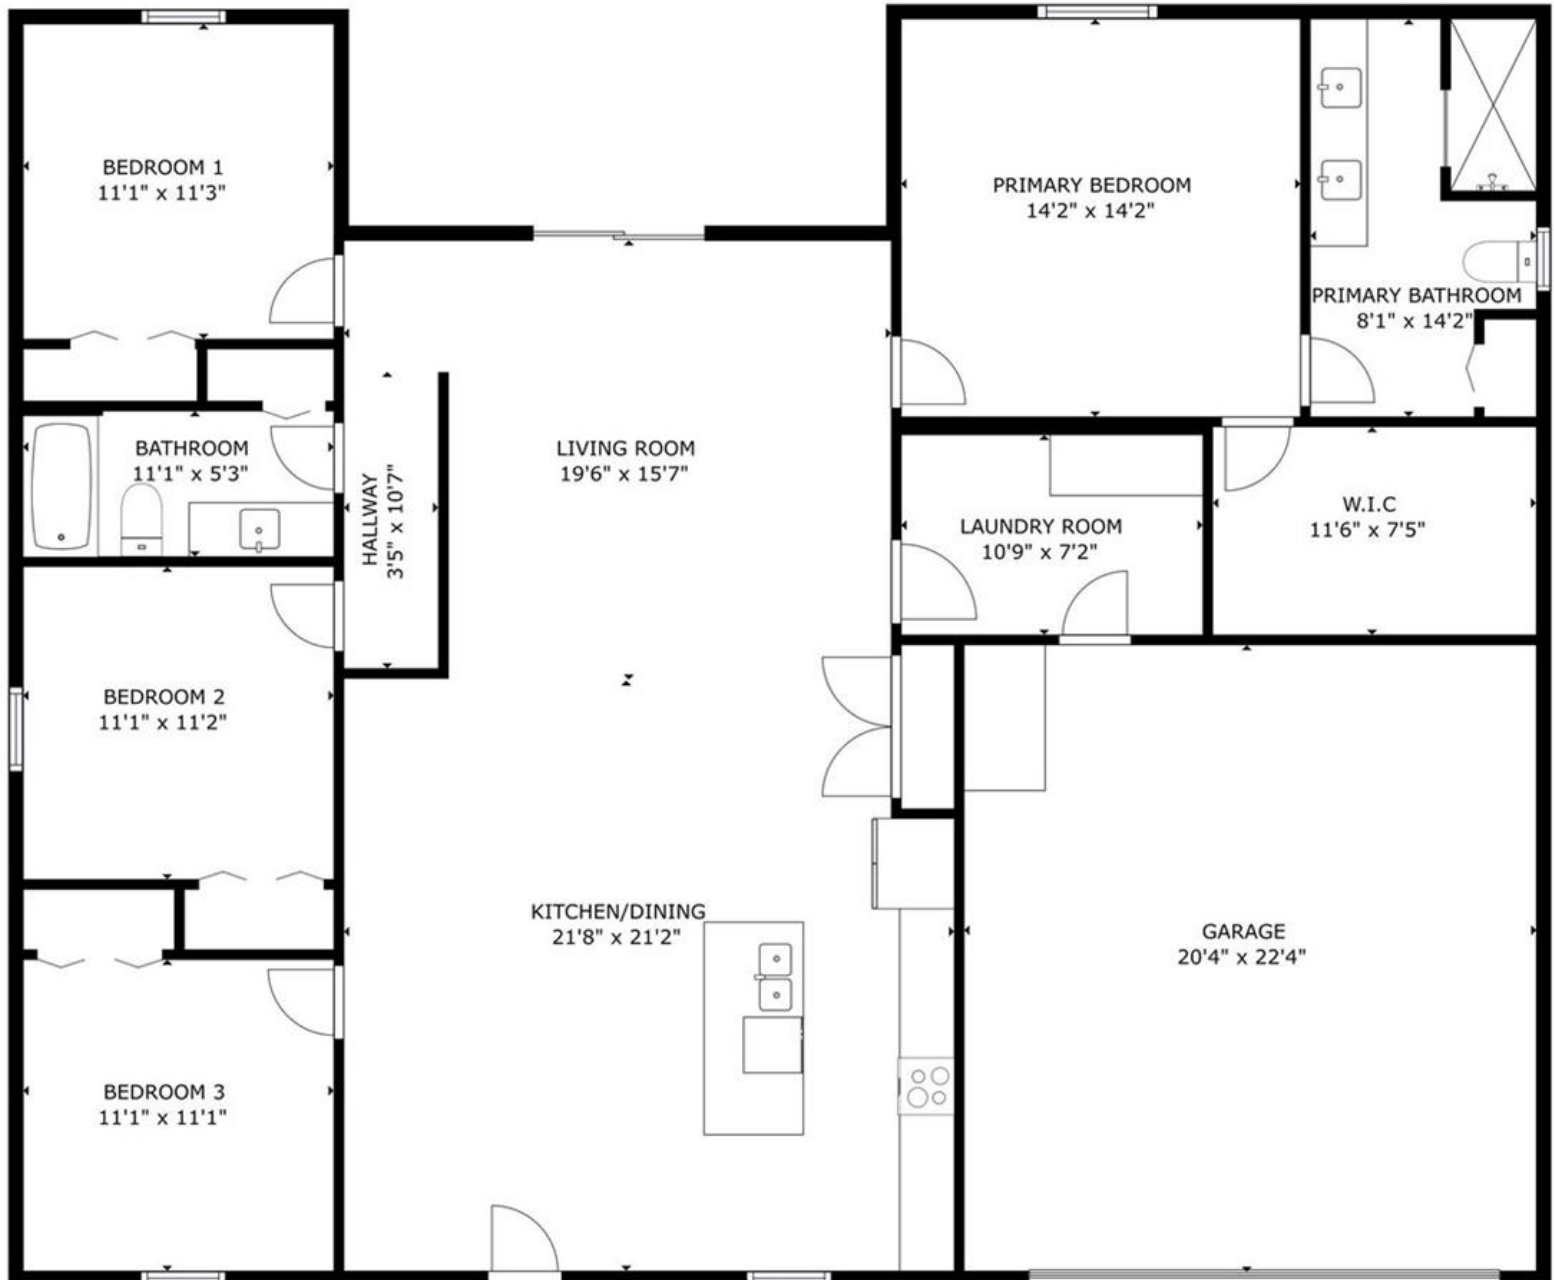 BEDROOM 1
11'1" x 11'3"
PRIMARY BEDROOM
14'2" x 14'2"
PRIMARY BATHROOM
8'1" x 14'2"
BATHROOM
11'1" x 5'3"
HALLWAY
3'5" x 10'7"
LIVING ROOM
19'6" x 15'7"
LAUNDRY ROOM
10'9" x 7'2"
W.I.C
11'6" x 7'5"
BEDROOM 2
11'1" x 11'2"
KITCHEN/DINING
21'8" x 21'2"
GARAGE
20'4" x 22'4"
BEDROOM 3
11'1" x 11'1"